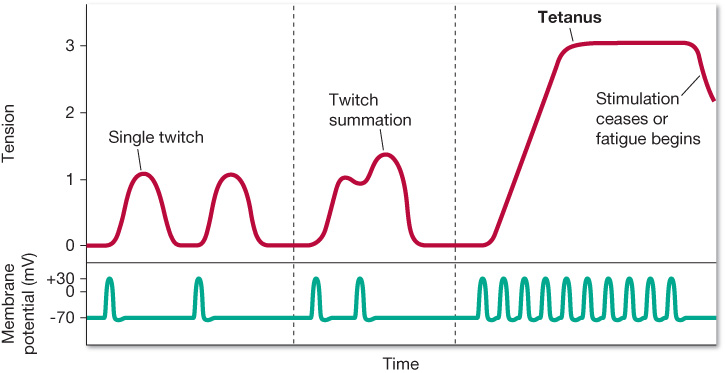 Tetanus
3
Tension
2
1
0
Single twitch
Twitch
summation
Stimulation
ceases or
fatigue begins
Membrane
potential (mV)
+30
0
-70
Time